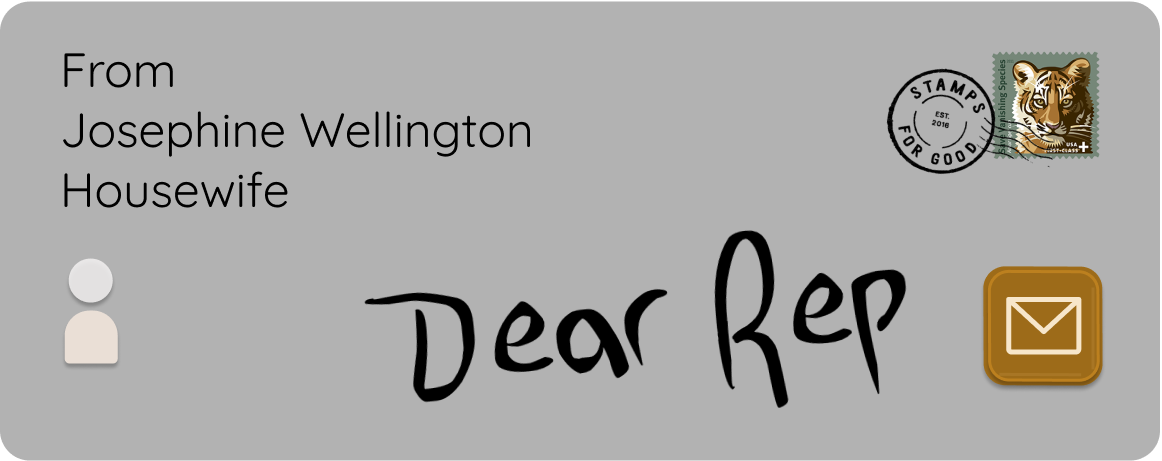 From
Josephine Wellington
Housewife
STAMPS
EST.
2016
FOR GOOD
Save Vanishing Species
USA
FIRST-CLASS+
Dear Rep